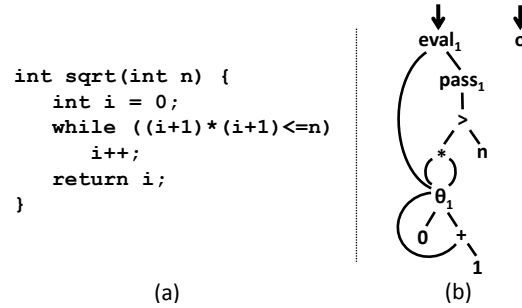 int sqrt(int n) {
int i = 0;
while ((i+1)*(i+1)<=n)
i++;
return i;
}
(a)
eval₁
pass₁
>
* n
θ₁
0 +
1
(b)